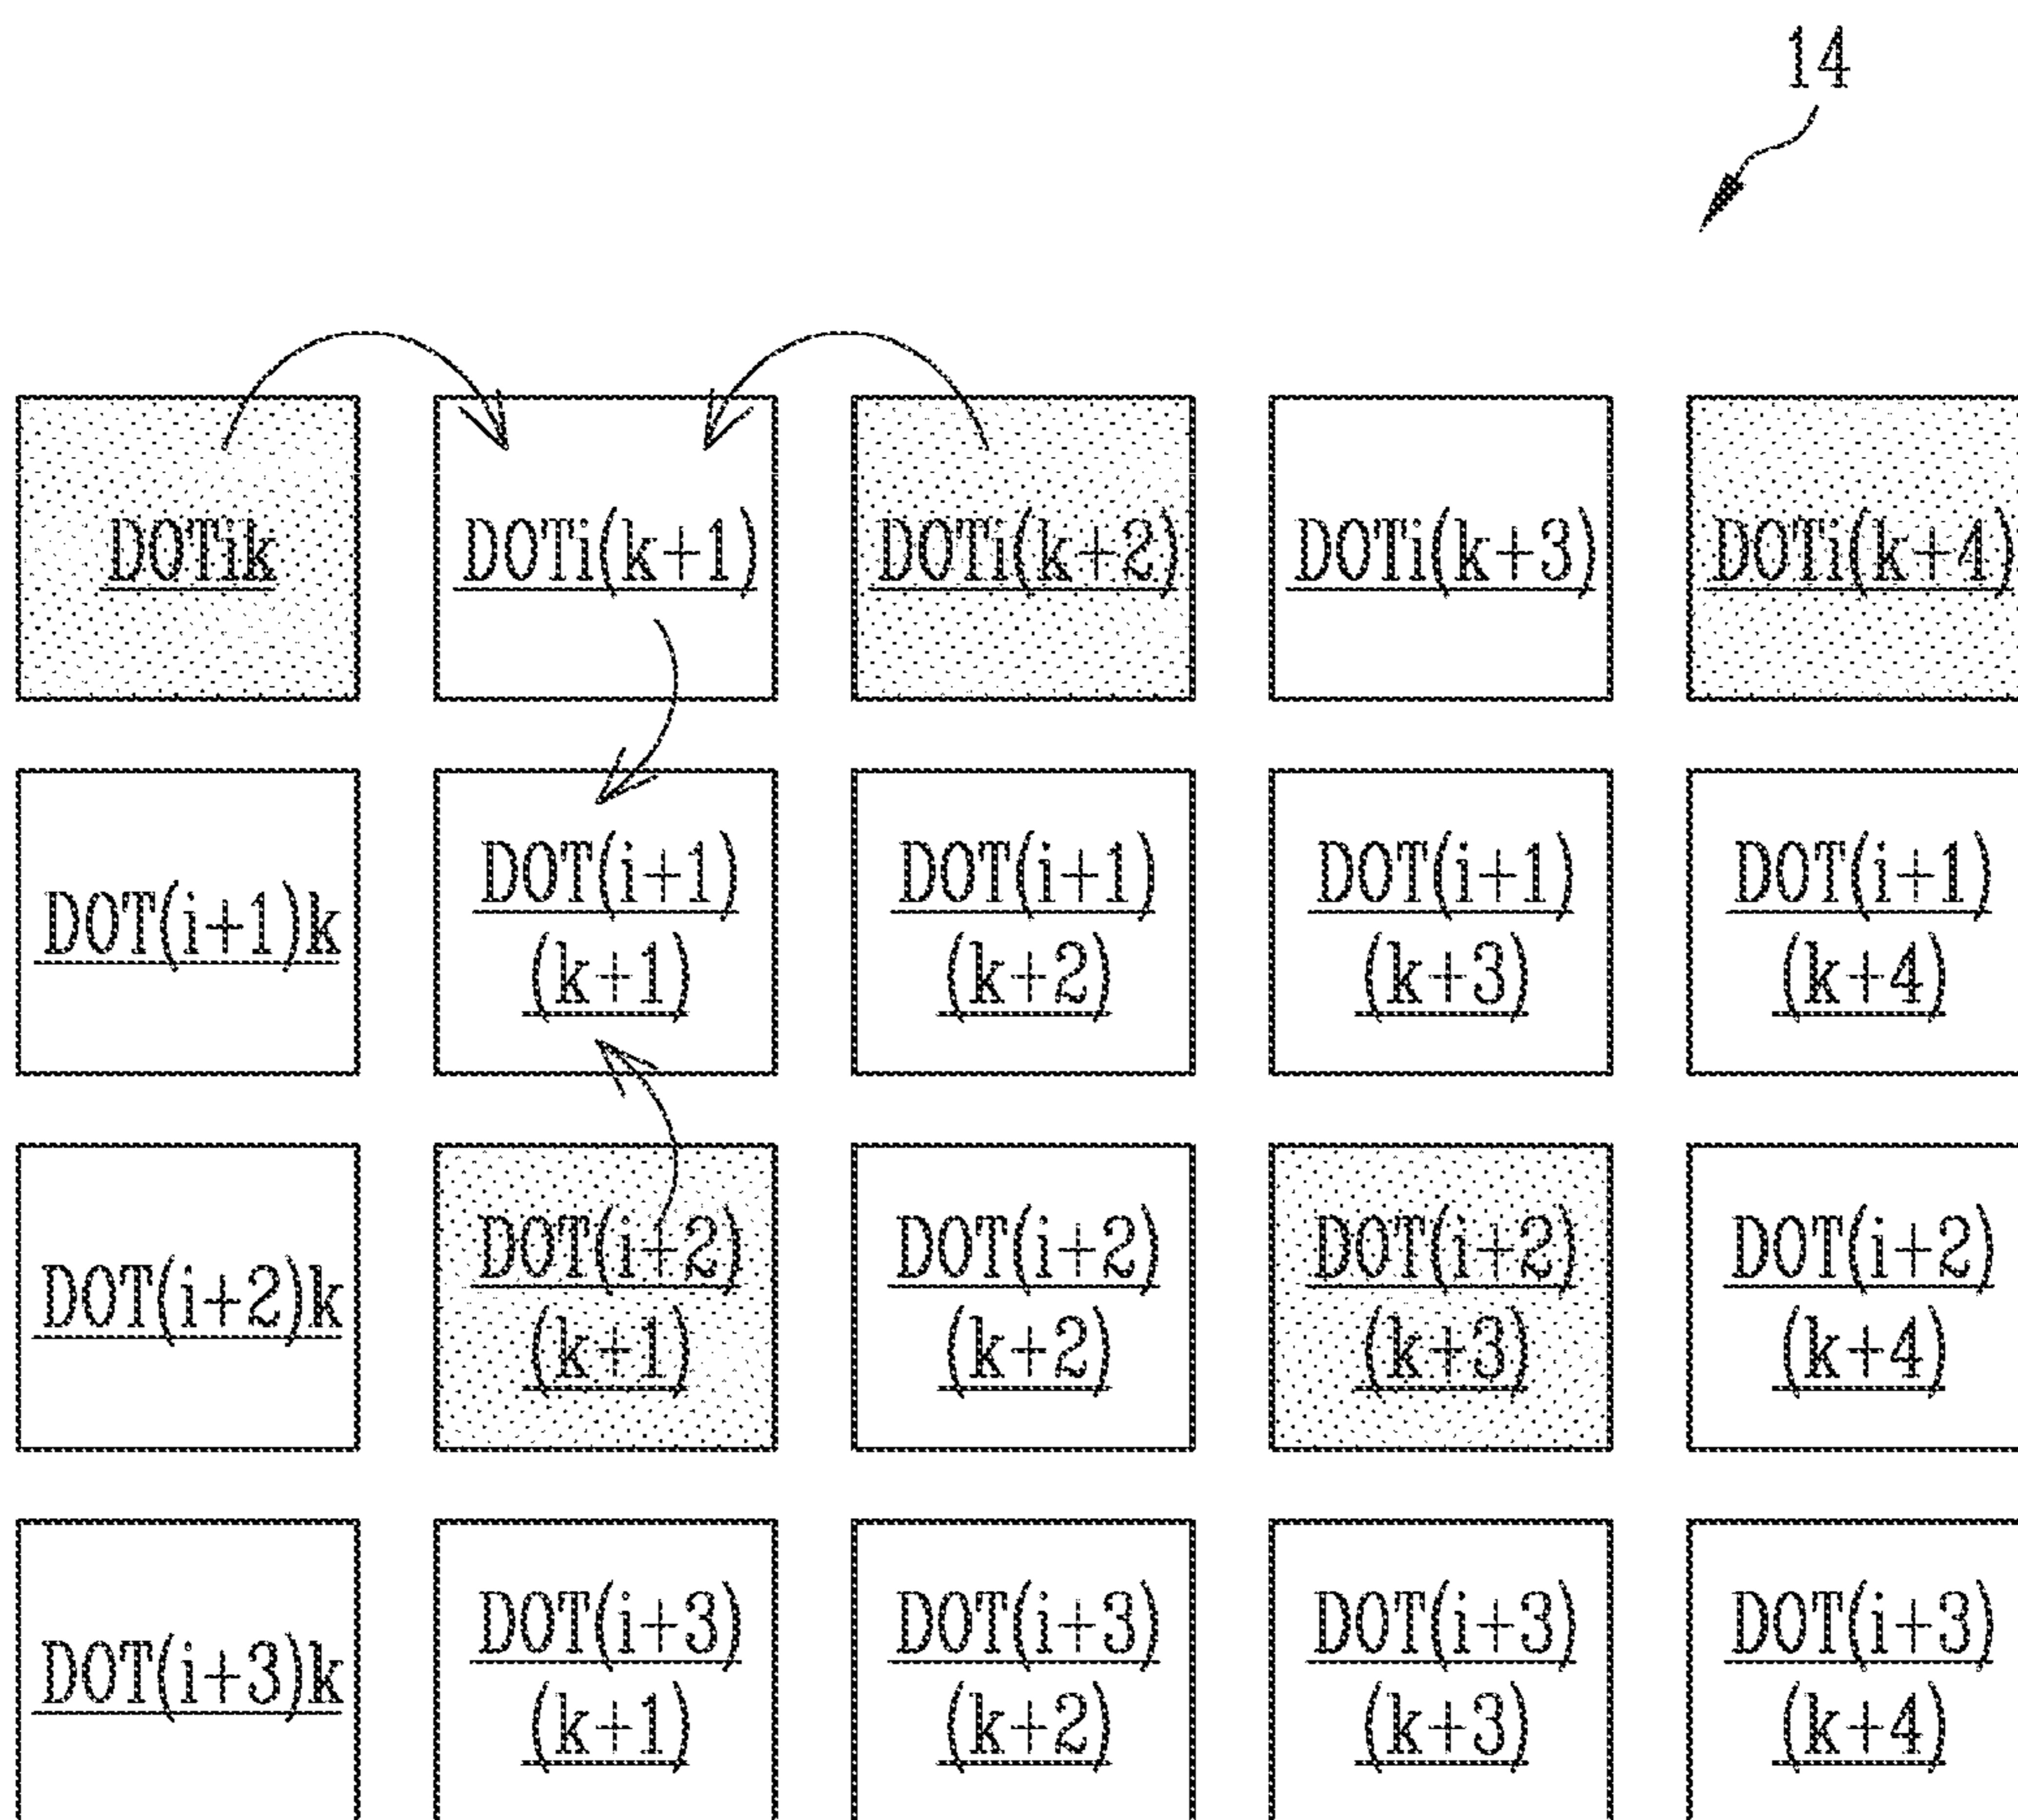 14
DOTik
DOTi(k+1)
DOTi(k+2)
DOTi(k+3)
DOTi(k+4)
DOT(i+1)k
DOT(i+1)
(k+1)
DOT(i+1)
(k+2)
DOT(i+1)
(k+3)
DOT(i+1)
(k+4)
DOT(i+2)k
DOT(i+2)
(k+1)
DOT(i+2)
(k+2)
DOT(i+2)
(k+3)
DOT(i+2)
(k+4)
DOT(i+3)k
DOT(i+3)
(k+1)
DOT(i+3)
(k+2)
DOT(i+3)
(k+3)
DOT(i+3)
(k+4)